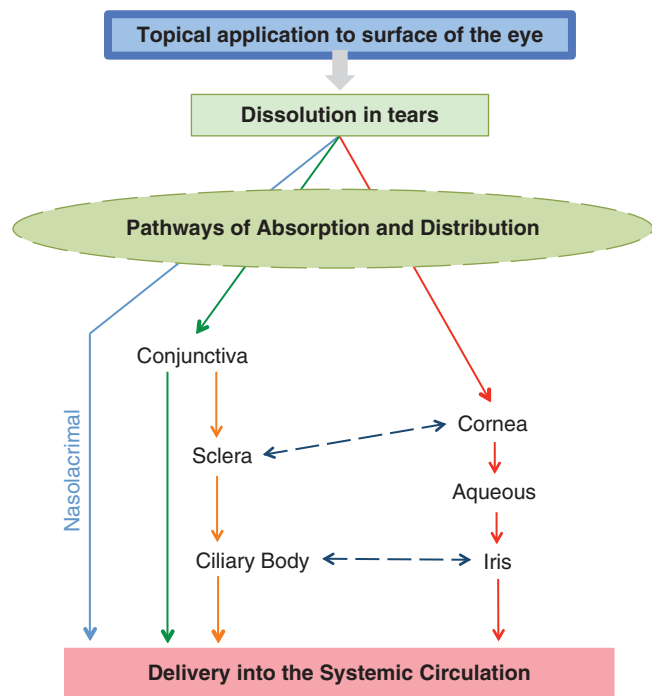 Topical application to surface of the eye
Dissolution in tears
Pathways of Absorption and Distribution
Nasolacrimal
Conjunctiva
Cornea
Sclera
Aqueous
Ciliary Body
Iris
Delivery into the Systemic Circulation